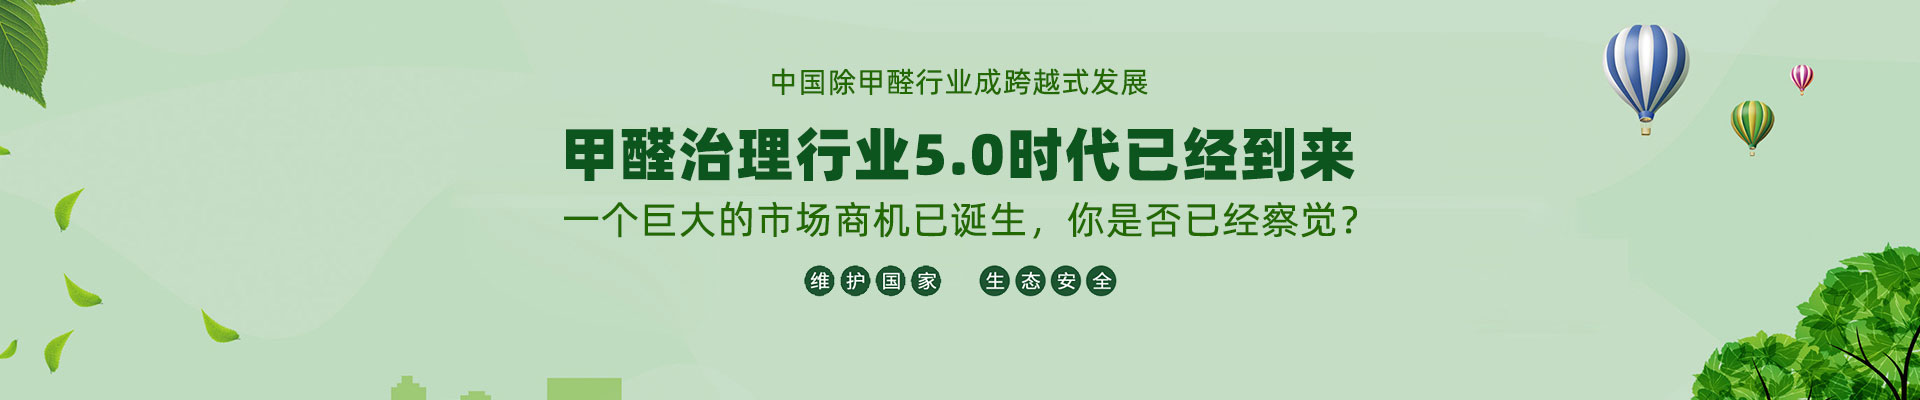 中国除甲醛行业成跨越式发展
甲醛治理行业5.0时代已经到来
一个巨大的市场商机已诞生，你是否已经察觉？
维护国家 生态安全